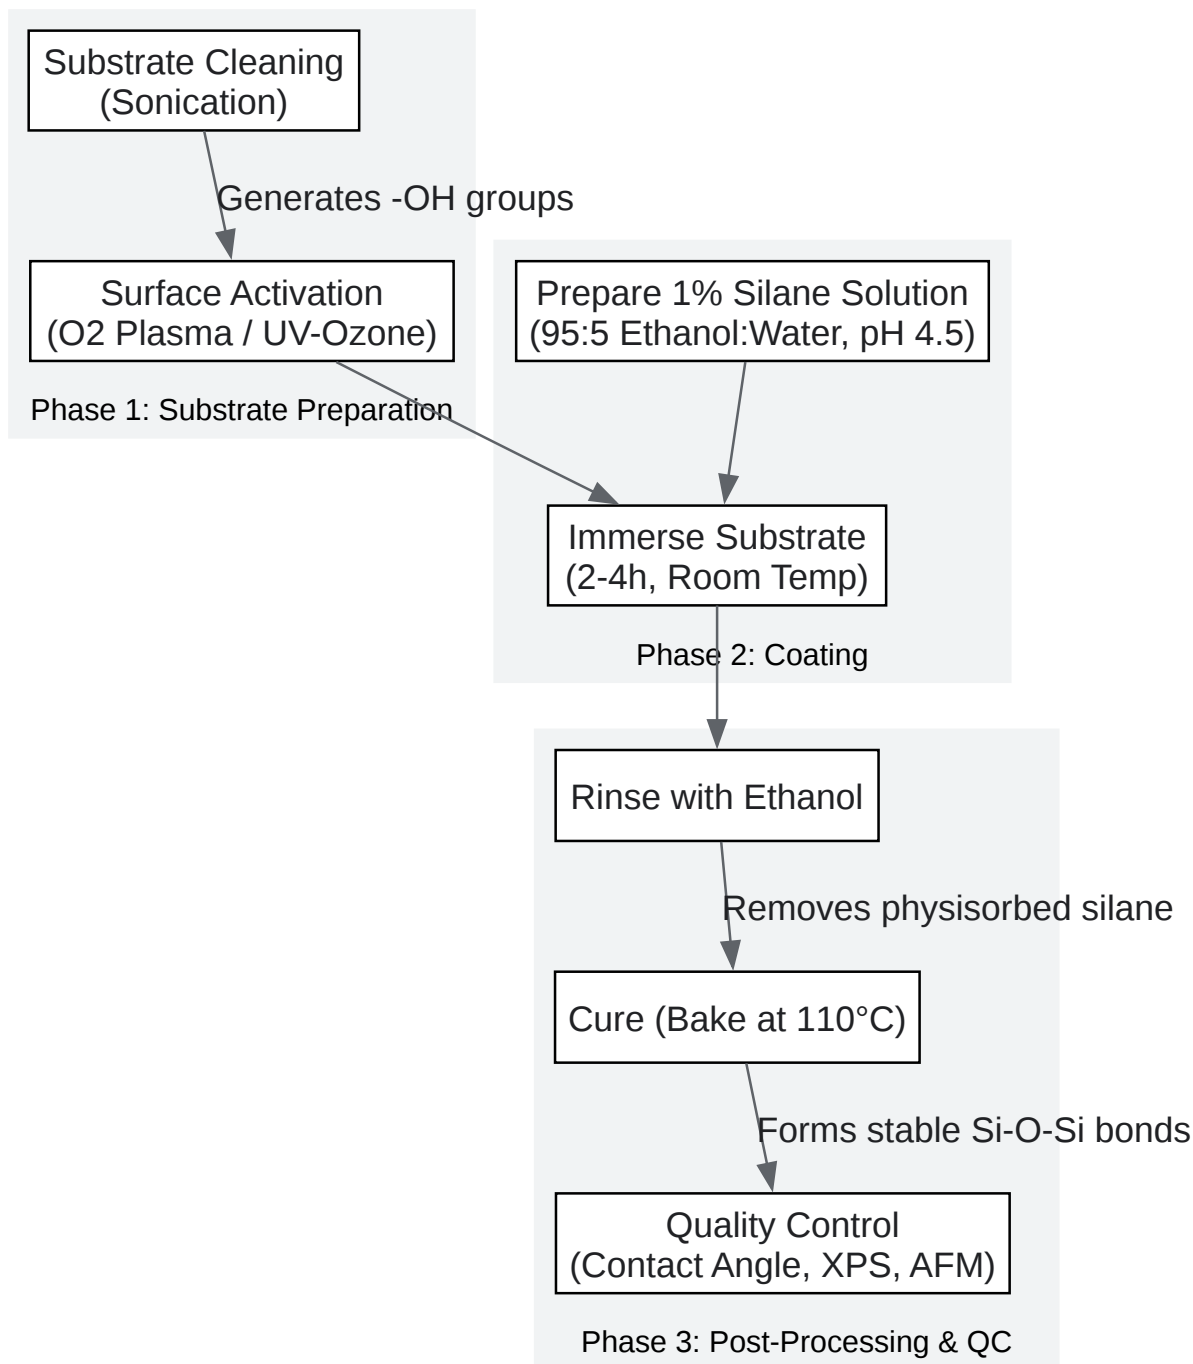 Substrate Cleaning
(Sonication)
Generates -OH groups
Surface Activation
(O2 Plasma / UV-Ozone)
Phase 1: Substrate Preparation
Prepare 1% Silane Solution
(95:5 Ethanol:Water, pH 4.5)
Immerse Substrate
(2-4h, Room Temp)
Phase 2: Coating
Rinse with Ethanol
Removes physisorbed silane
Cure (Bake at 110°C)
Forms stable Si-O-Si bonds
Quality Control
(Contact Angle, XPS, AFM)
Phase 3: Post-Processing & QC